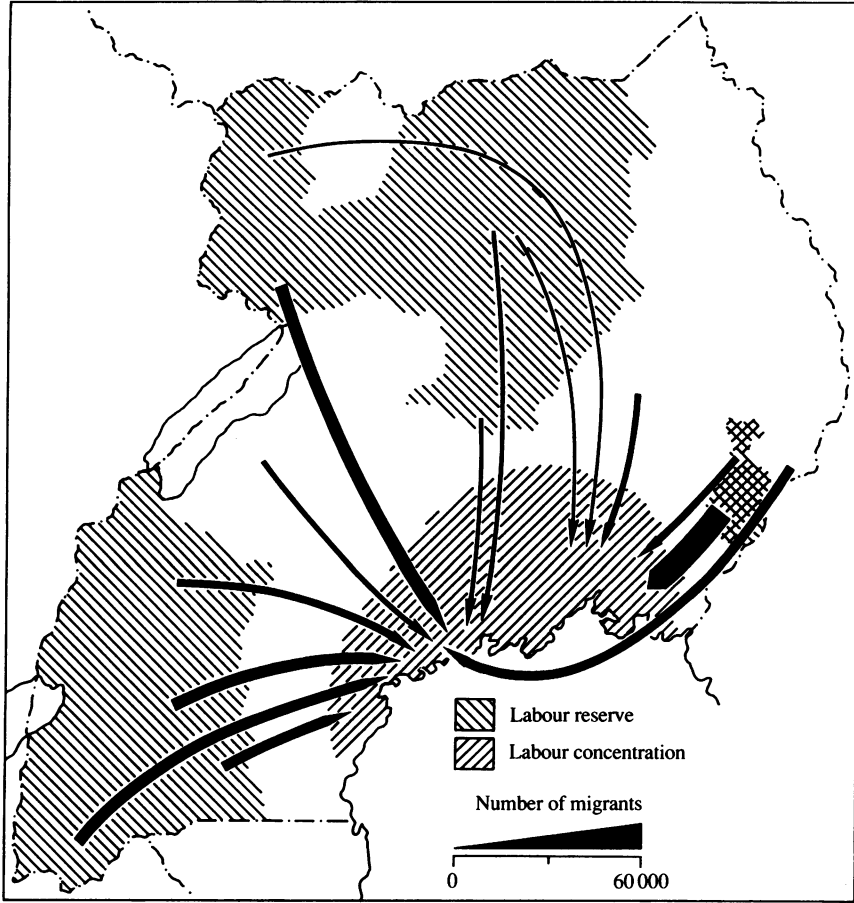 Labour reserve
Labour concentration
Number of migrants
0
60 000